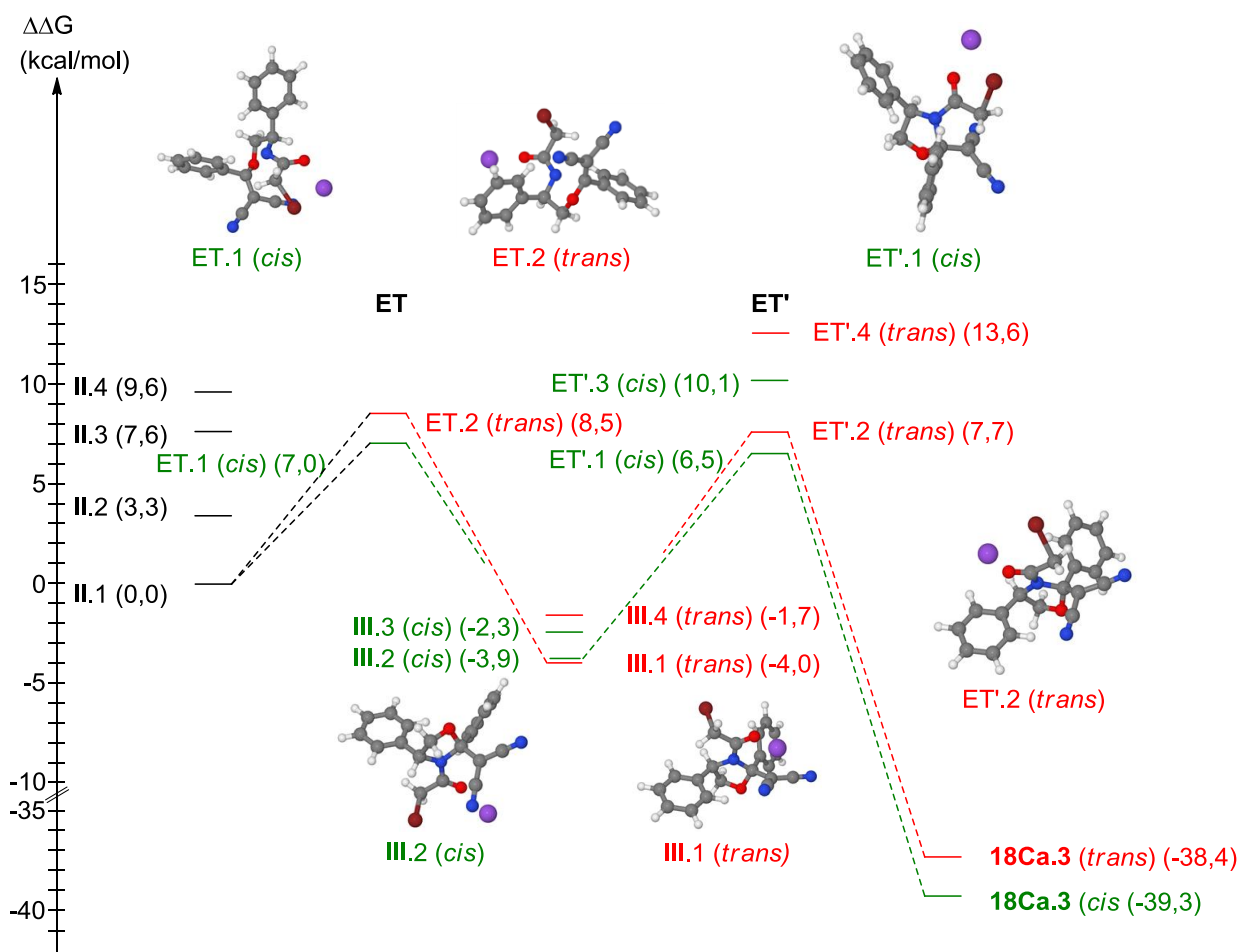 ΔΔG
(kcal/mol)
ET.1 (cis)
ET.2 (trans)
ET'.1 (cis)
15
ET
ET'
ET'.4 (trans) (13,6)
10
II.4 (9,6)
ET'.3 (cis) (10,1)
II.3 (7,6)
ET.2 (trans) (8,5)
ET'.2 (trans) (7,7)
ET.1 (cis) (7,0)
ET'.1 (cis) (6,5)
5
II.2 (3,3)
0
II.1 (0,0)
III.3 (cis) (-2,3)
III.4 (trans) (-1,7)
III.2 (cis) (-3,9)
III.1 (trans) (-4,0)
-5
ET'.2 (trans)
-10
-35
III.2 (cis)
III.1 (trans)
18Ca.3 (trans) (-38,4)
18Ca.3 (cis (-39,3)
-40